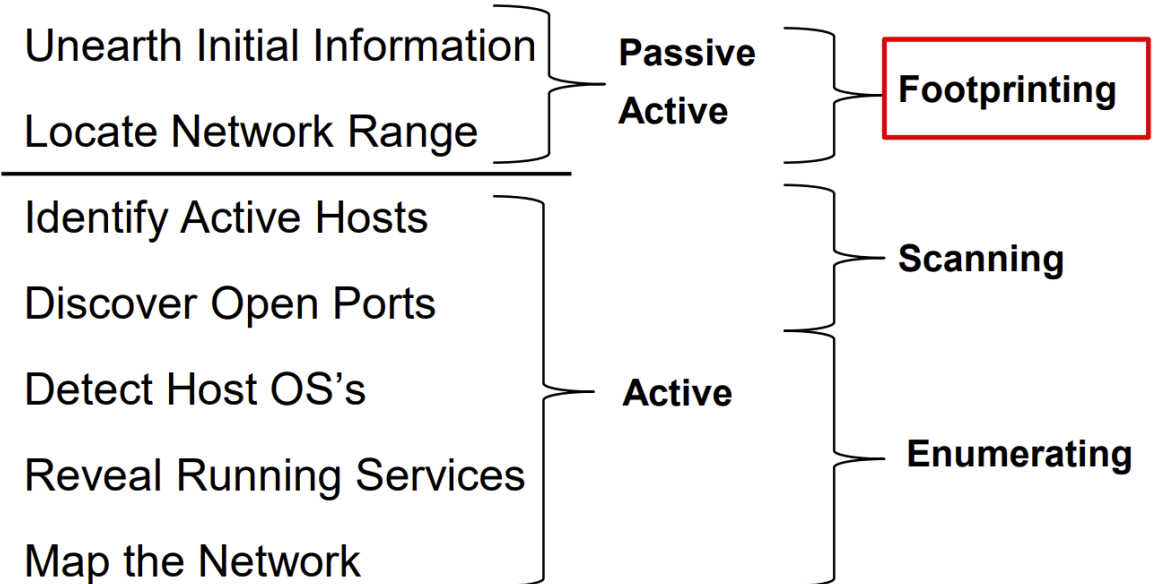 Unearth Initial Information
Locate Network Range
Passive
Active
Footprinting
Identify Active Hosts
Discover Open Ports
Detect Host OS's
Reveal Running Services
Map the Network
Active
Scanning
Enumerating